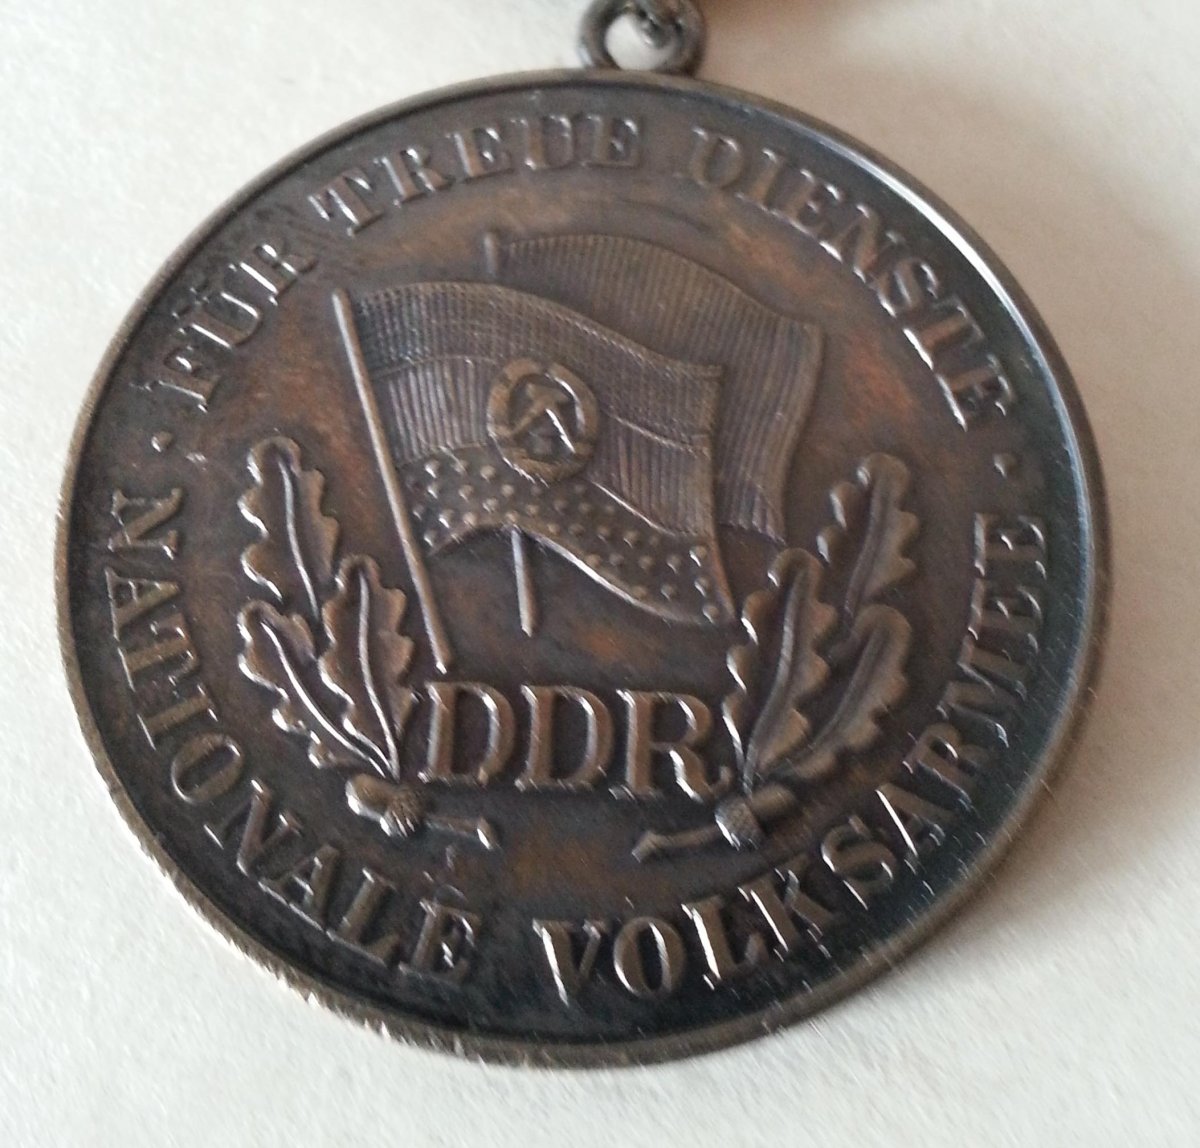 · FÜR TREUE DIENSTE ·
NATIONALE VOLKSARMEE
DDR